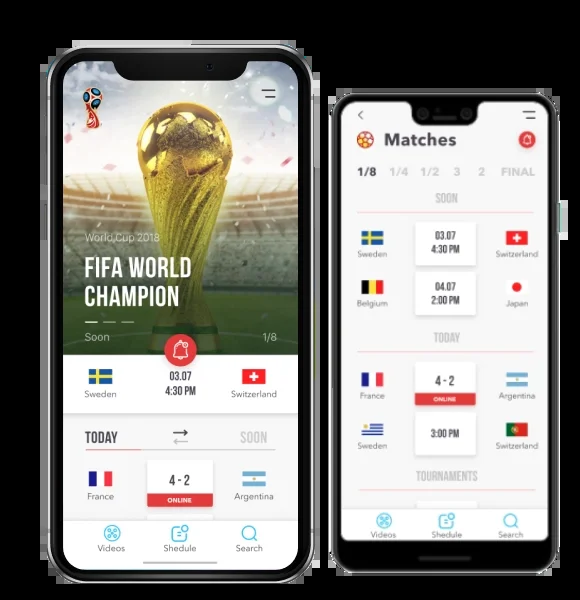 World Cup 2018
FIFA WORLD
CHAMPION
Soon 1/8
03.07
4:30 PM
Sweden Switzerland
TODAY SOON
4 - 2
France Argentina
ONLINE
Videos Shedule Search
Matches
1/8 1/4 1/2 3 2 FINAL
SOON
03.07
4:30 PM
Sweden Switzerland
04.07
2:00 PM
Belgium Japan
TODAY
4 - 2
France Argentina
ONLINE
3:00 PM
Sweden Switzerland
TOURNAMENTS
Videos Shedule Search